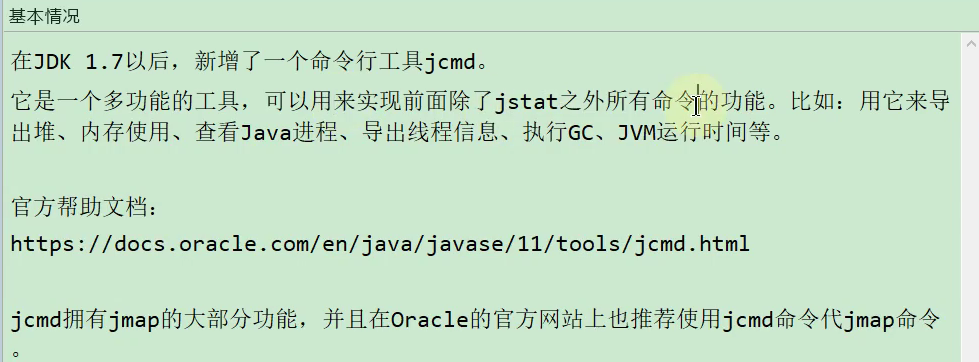 基本情况
在JDK 1.7以后，新增了一个命令行工具jcmd。
它是一个多功能的工具，可以用来实现前面除了jstat之外所有命令的功能。比如：用它来导
出堆、内存使用、查看Java进程、导出线程信息、执行GC、JVM运行时间等。
官方帮助文档：
https://docs.oracle.com/en/java/javase/11/tools/jcmd.html
jcmd拥有jmap的大部分功能，并且在Oracle的官方网站上也推荐使用jcmd命令代jmap命令
。